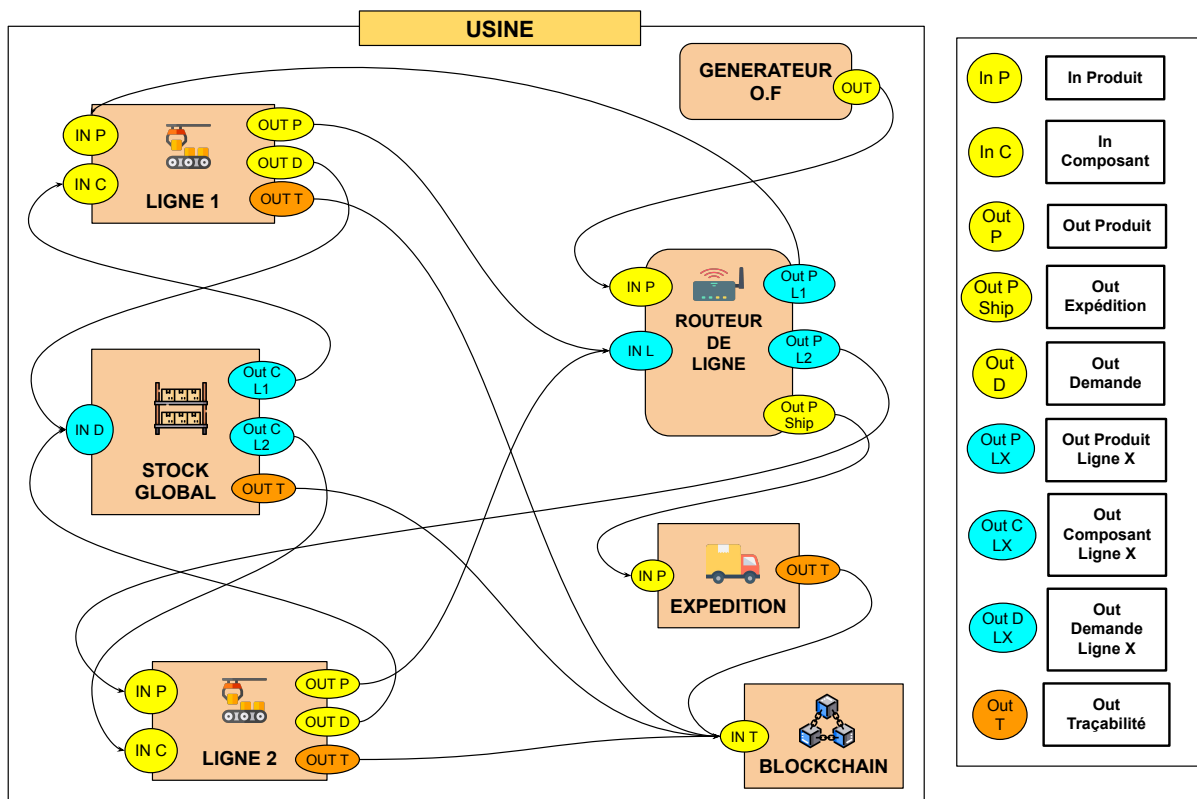 USINE
GENERATEUR
O.F
OUT
IN P
IN C
OUT P
OUT D
OUT T
LIGNE 1
IN P
IN L
Out P
L1
Out P
L2
Out P
Ship
ROUTEUR
DE
LIGNE
IN D
Out C
L1
Out C
L2
OUT T
STOCK
GLOBAL
IN P
OUT T
EXPEDITION
IN P
IN C
OUT P
OUT D
OUT T
LIGNE 2
IN T
BLOCKCHAIN
In P
In Produit
In C
In
Composant
Out
P
Out Produit
Out P
Ship
Out
Expédition
Out
D
Out
Demande
Out P
LX
Out Produit
Ligne X
Out C
LX
Out
Composant
Ligne X
Out D
LX
Out
Demande
Ligne X
Out
T
Out
Traçabilité